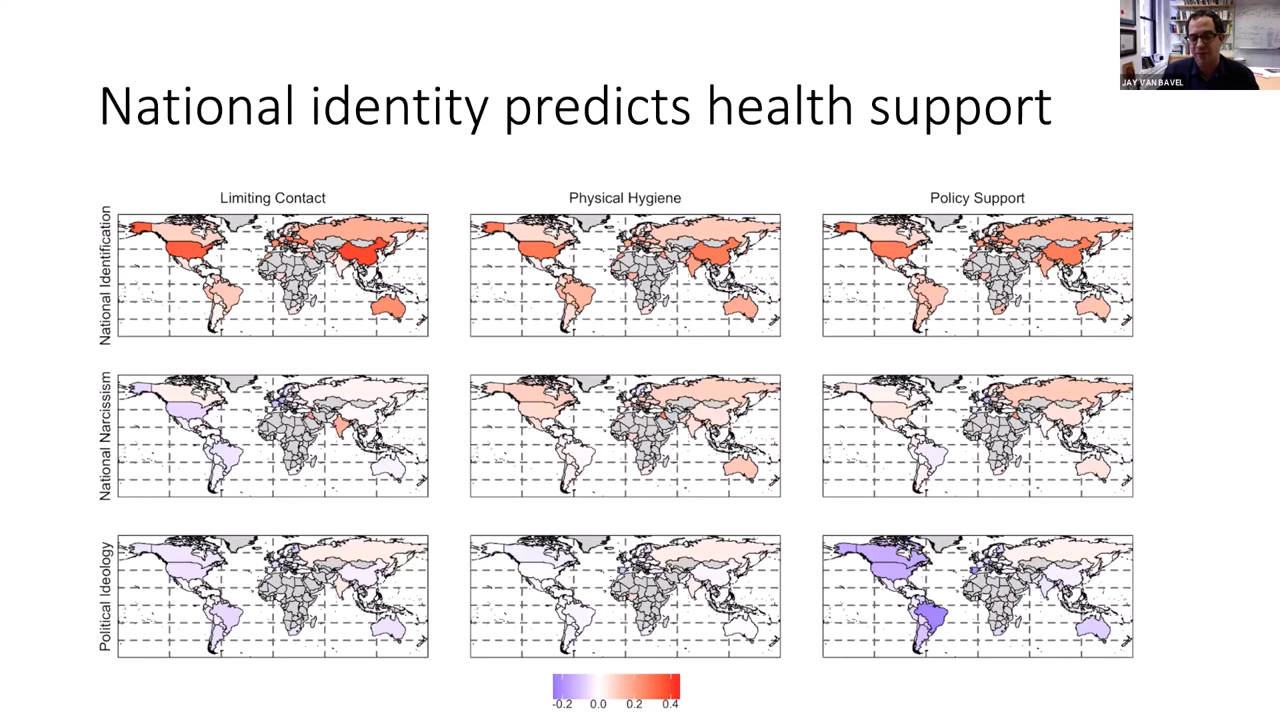 JAY VAN BAVEL
National identity predicts health support
Limiting Contact
Physical Hygiene
Policy Support
National Identification
National Narcissism
Political Ideology
-0.2 0.0 0.2 0.4